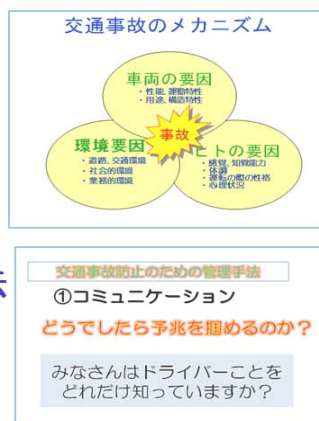 交通事故のメカニズム
車両の要因
・性能、運動特性
・用途、構造特性
環境要因
・道路、交通環境
・社会的環境
・業務的環境
事故
ヒトの要因
・感覚、知覚能力
・体調
・運転の際の性格
・心理状況
法
交通事故防止のための管理手法
①コミュニケーション
どうでしたら予兆を掴めるのか？
みなさんはドライバーことを
どれだけ知っていますか？